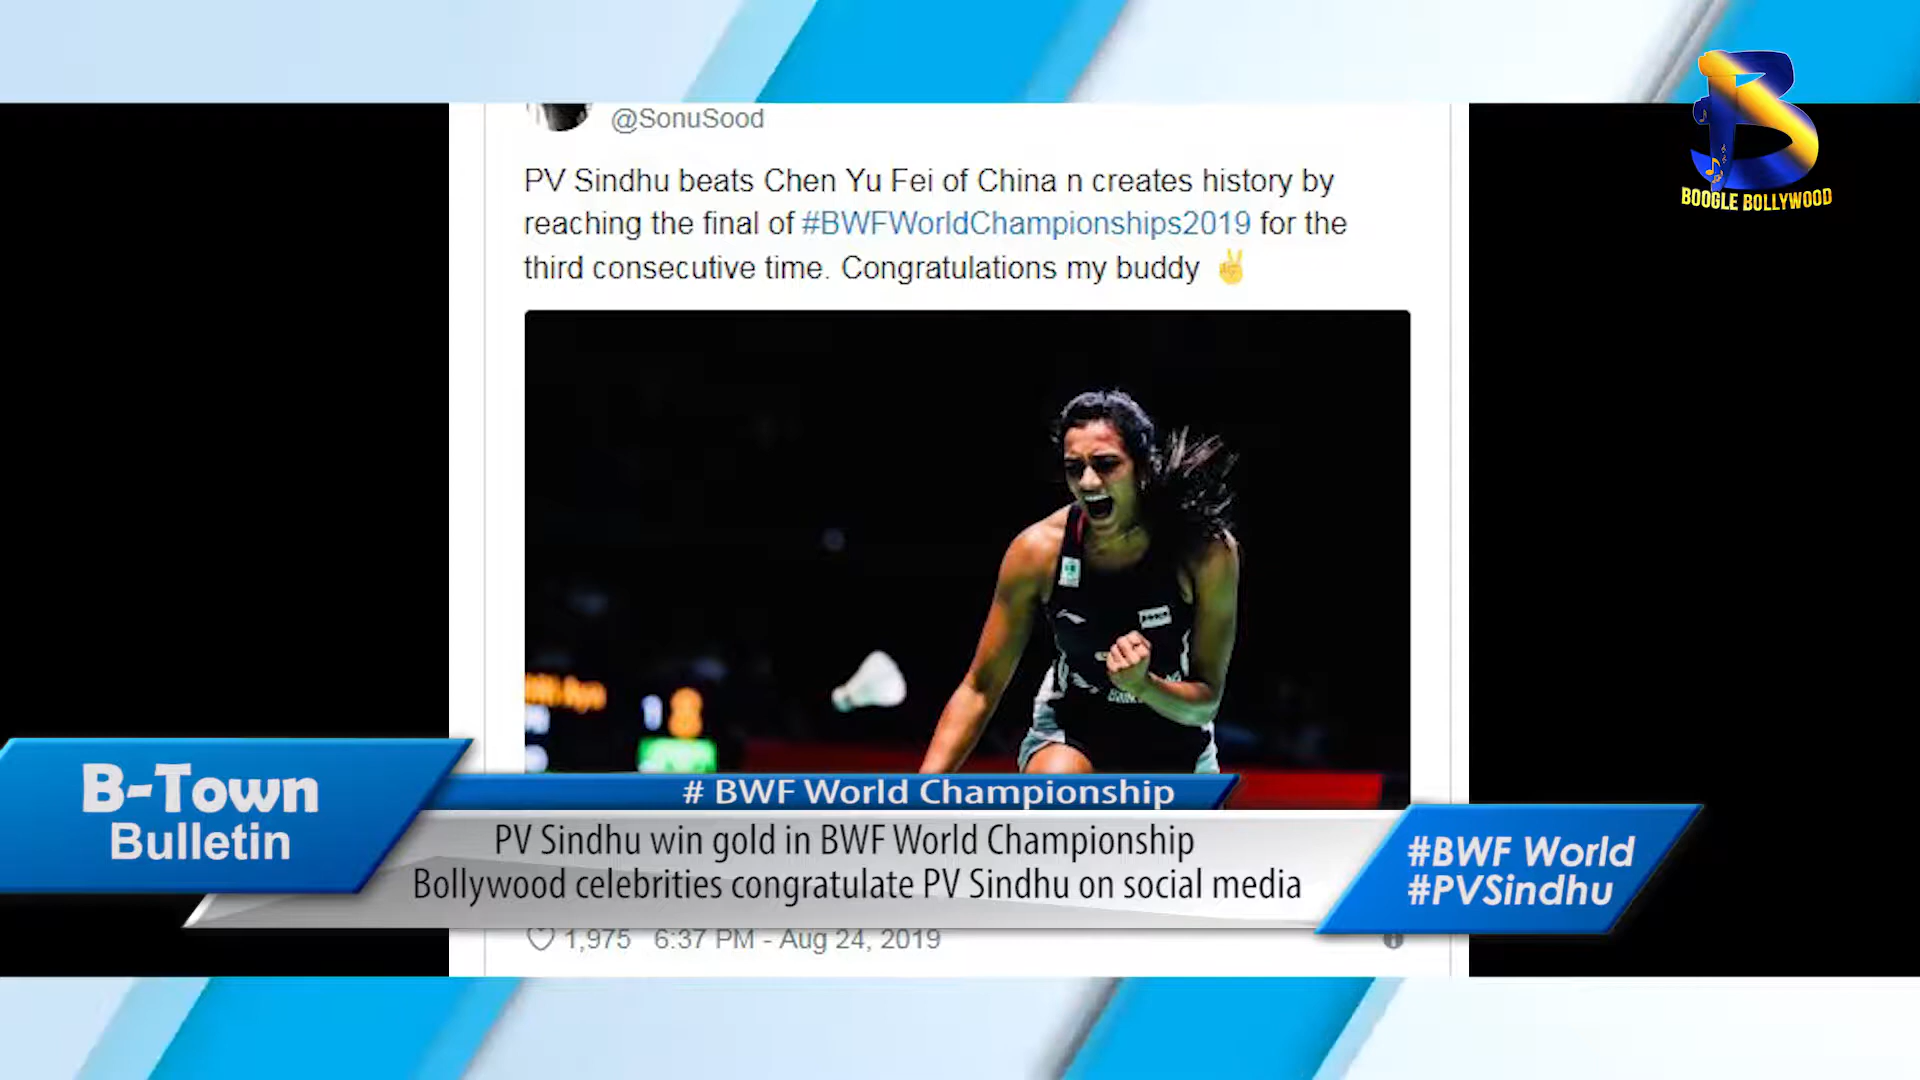 @SonuSood
PV Sindhu beats Chen Yu Fei of China n creates history by
reaching the final of #BWFWorldChampionships2019 for the
third consecutive time. Congratulations my buddy ✌
BOOGLE BOLLYWOOD
B-Town
Bulletin
# BWF World Championship
PV Sindhu win gold in BWF World Championship
Bollywood celebrities congratulate PV Sindhu on social media
#BWF World
#PVSindhu
1,975 6:37 PM - Aug 24, 2019